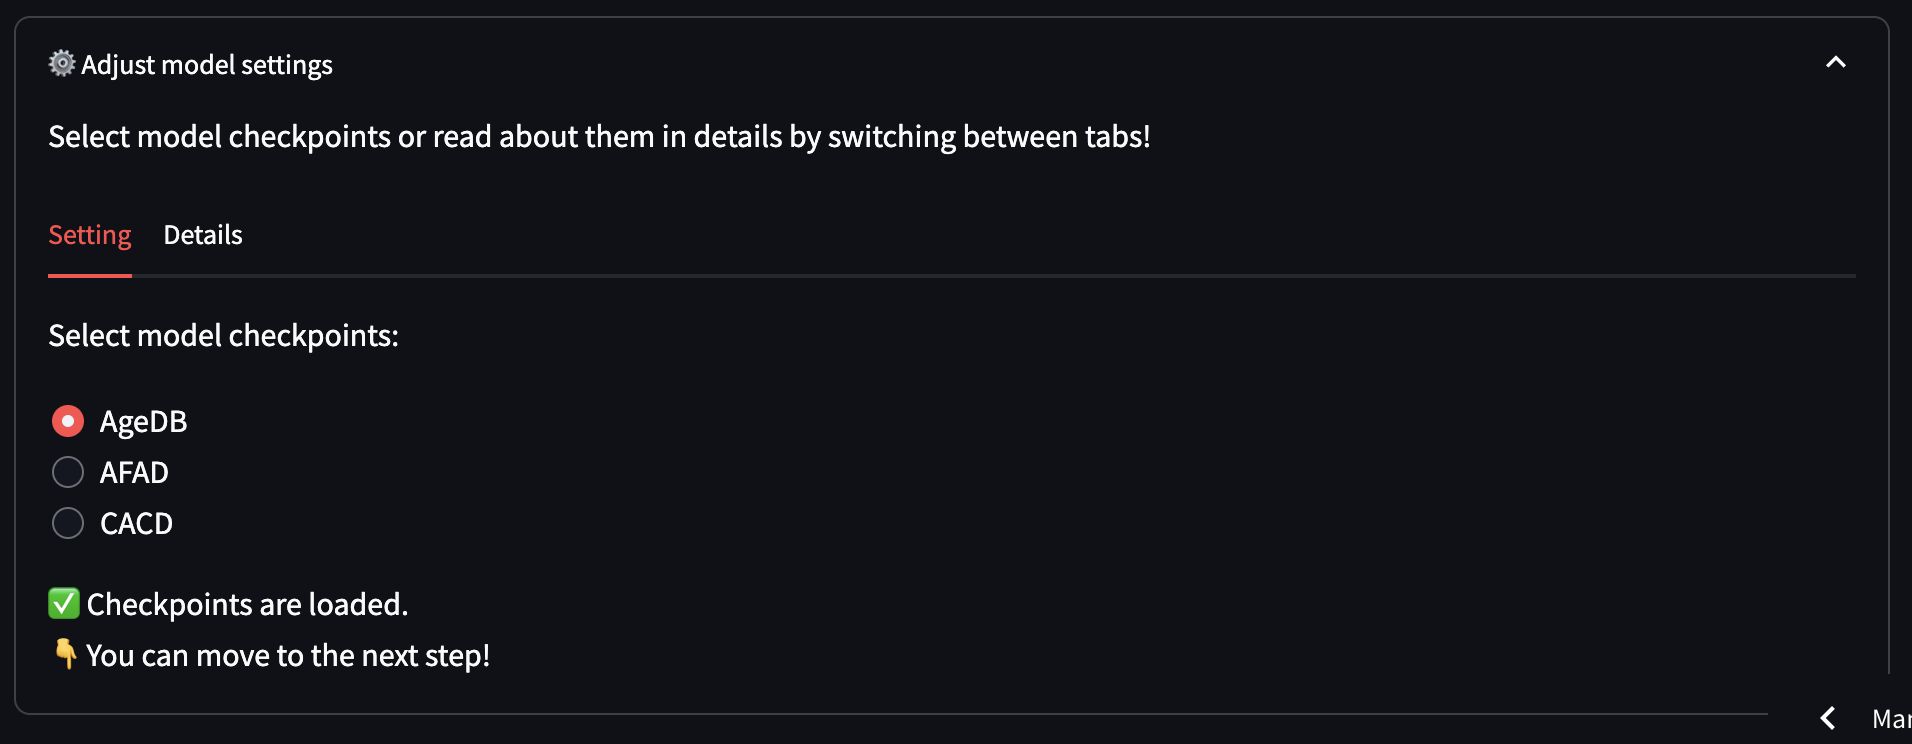 Adjust model settings
Select model checkpoints or read about them in details by switching between tabs!
Setting Details
Select model checkpoints:
AgeDB
AFAD
CACD
Checkpoints are loaded.
You can move to the next step!